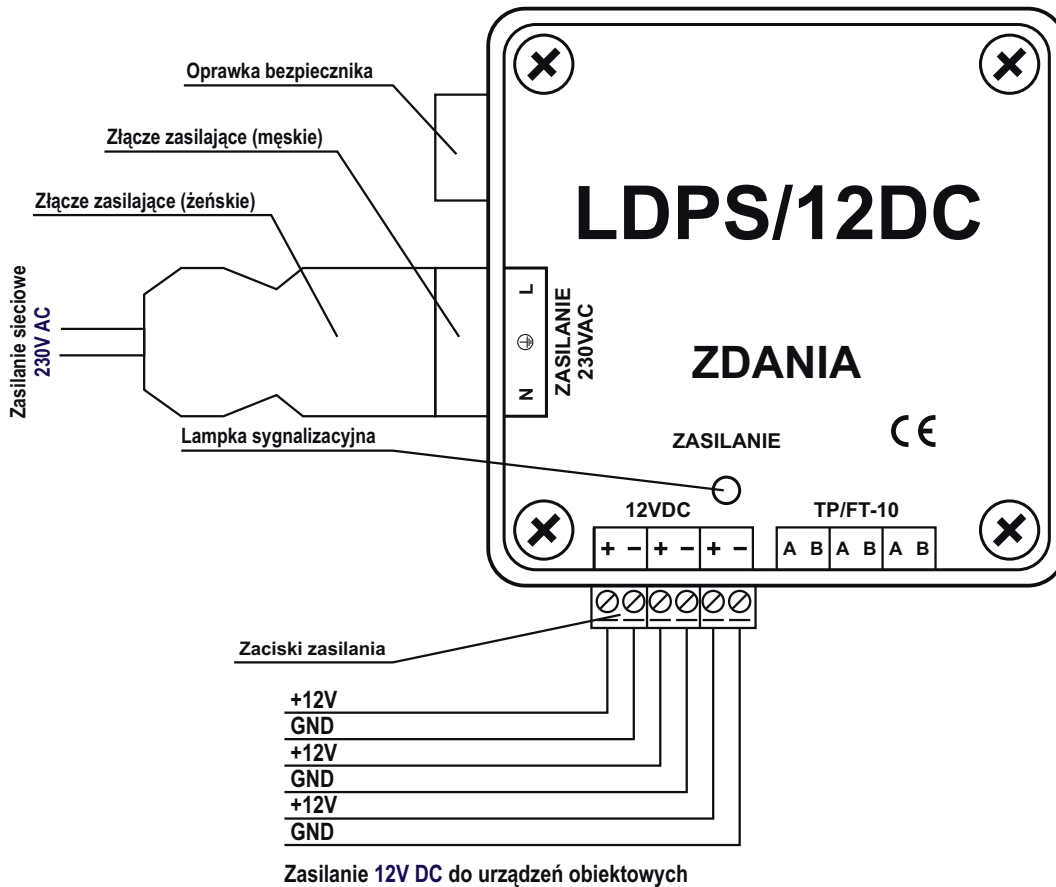 Oprawka bezpiecznika
Złącze zasilające (męskie)
Złącze zasilające (żeńskie)
LDPS/12DC
Zasilanie sieciowe
230V AC
L
N
ZASILANIE
230VAC
ZDANIA
Lampka sygnalizacyjna
ZASILANIE
CE
12VDC
TP/FT-10
+ − + − + −
A B A B A B
Zaciski zasilania
+12V
GND
+12V
GND
+12V
GND
Zasilanie 12V DC do urządzeń obiektowych